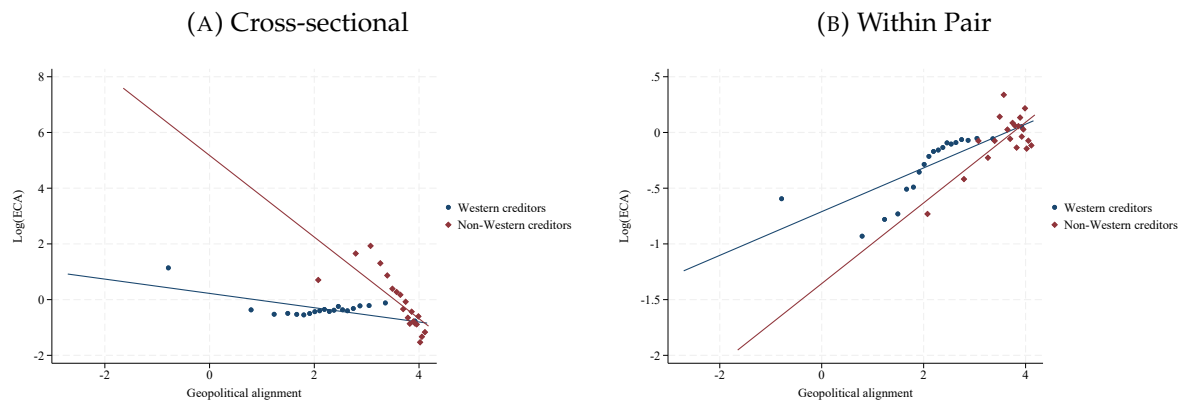 (A) Cross-sectional
8
6
4
2
0
-2
Log(ECA)
-2
0
2
4
Geopolitical alignment
Western creditors
Non-Western creditors
(B) Within Pair
.5
0
-.5
-1
-1.5
-2
Log(ECA)
-2
0
2
4
Geopolitical alignment
Western creditors
Non-Western creditors